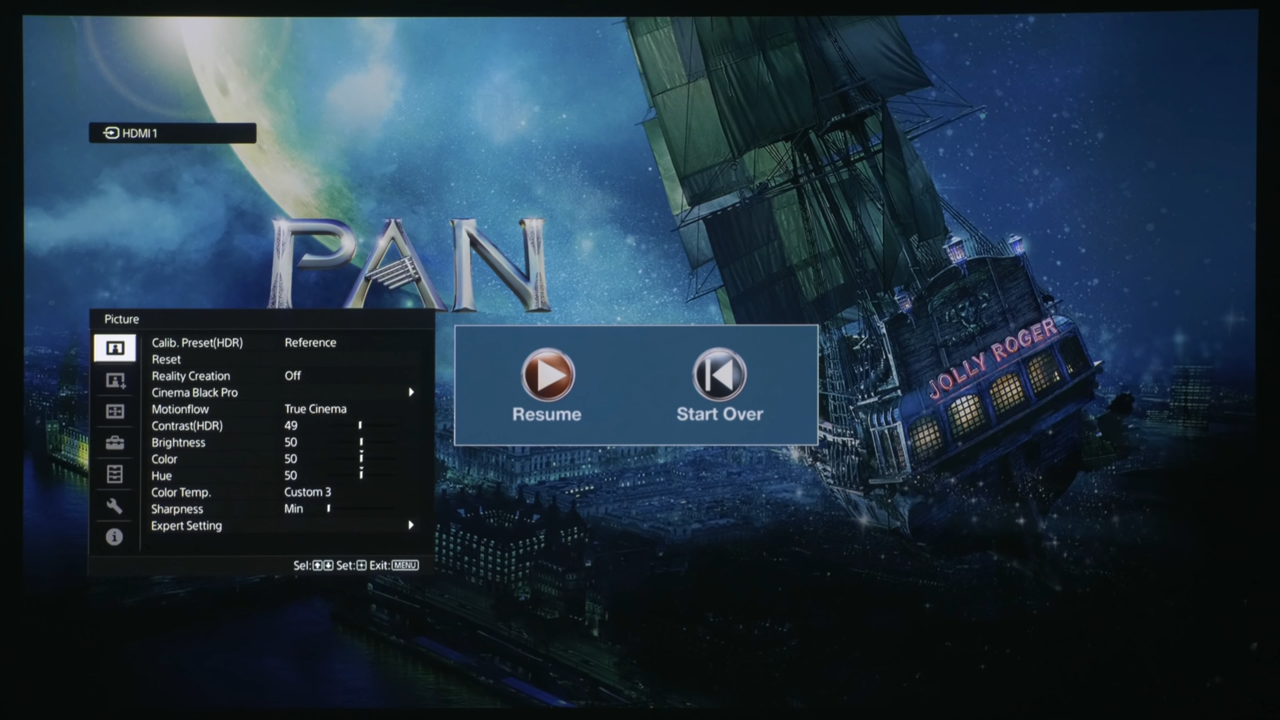 HDMI 1
PAN
JOLLY ROGER
Picture
Calib. Preset(HDR) Reference
Reset
Reality Creation Off
Cinema Black Pro
Motionflow True Cinema
Contrast(HDR) 49
Brightness 50
Color 50
Hue 50
Color Temp. Custom 3
Sharpness Min
Expert Setting
Sel: Set: Exit: MENU
Resume
Start Over